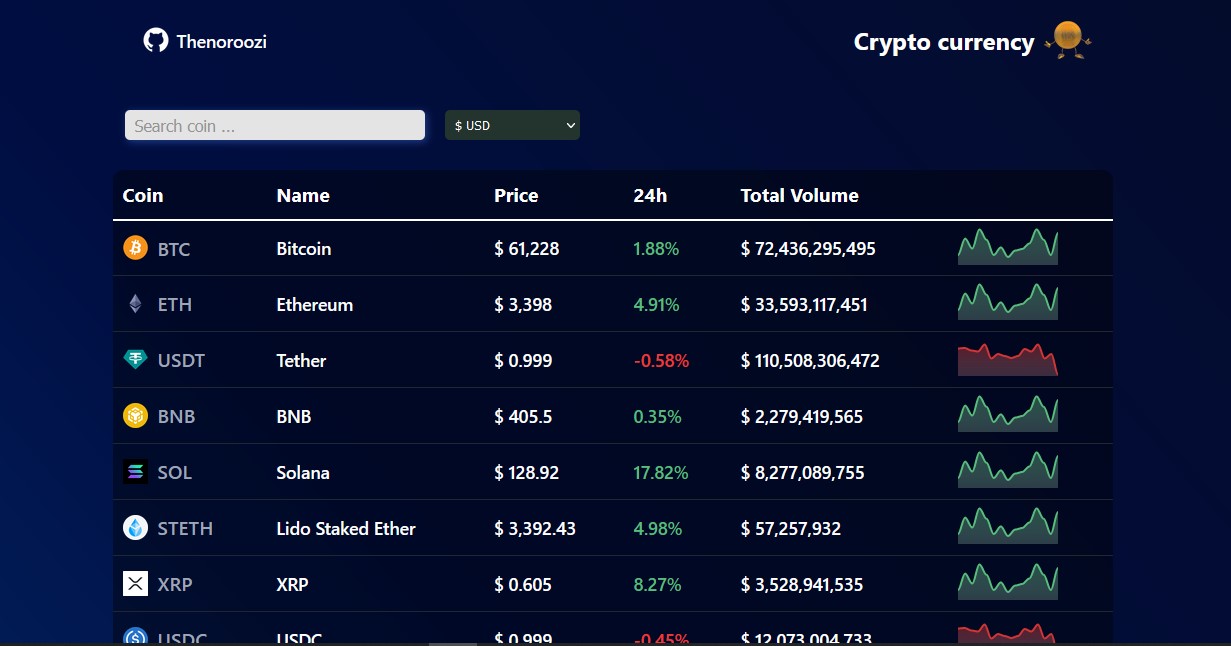 Thenoroozi Crypto currency
Search coin ... $ USD
Coin Name Price 24h Total Volume
BTC Bitcoin $ 61,228 1.88% $ 72,436,295,495
ETH Ethereum $ 3,398 4.91% $ 33,593,117,451
USDT Tether $ 0.999 -0.58% $ 110,508,306,472
BNB BNB $ 405.5 0.35% $ 2,279,419,565
SOL Solana $ 128.92 17.82% $ 8,277,089,755
STETH Lido Staked Ether $ 3,392.43 4.98% $ 57,257,932
XRP XRP $ 0.605 8.27% $ 3,528,941,535
USDC USDC $ 0.999 -0.45% $ 12,073,004,733